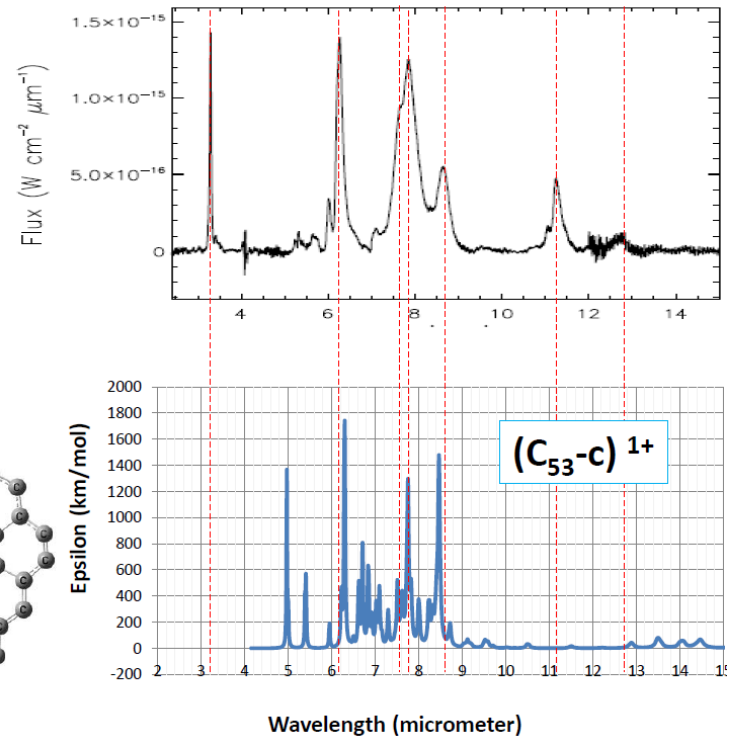 1.5×10⁻¹⁵
1.0×10⁻¹⁵
5.0×10⁻¹⁶
0
Flux (W cm⁻² μm⁻¹)
4 6 8 10 12 14
2000
1800
1600
1400
1200
1000
800
600
400
200
0
-200
Epsilon (km/mol)
(C₅₃-c) ¹⁺
2 3 4 5 6 7 8 9 10 11 12 13 14 15
Wavelength (micrometer)
C
C
C
C
C
C
C
C